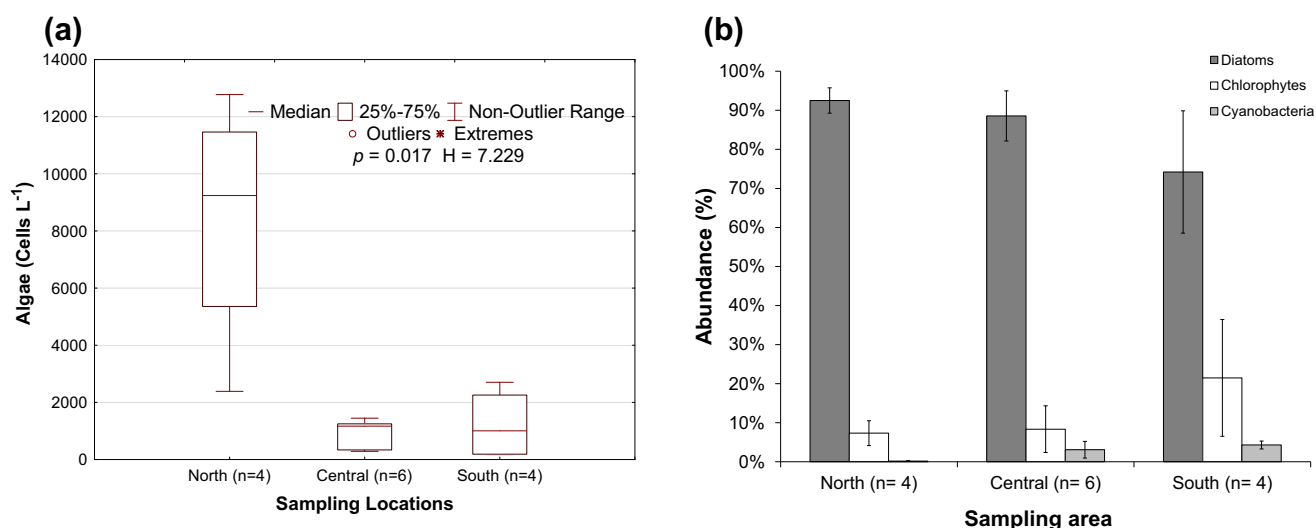 (a)
14000
12000
10000
8000
6000
4000
2000
0
Algae (Cells L⁻¹)
Median 25%-75% Non-Outlier Range
Outliers Extremes
p = 0.017 H = 7.229
North (n=4) Central (n=6) South (n=4)
Sampling Locations
(b)
Diatoms
Chlorophytes
Cyanobacteria
100%
90%
80%
70%
60%
50%
40%
30%
20%
10%
0%
Abundance (%)
North (n= 4) Central (n= 6) South (n= 4)
Sampling area